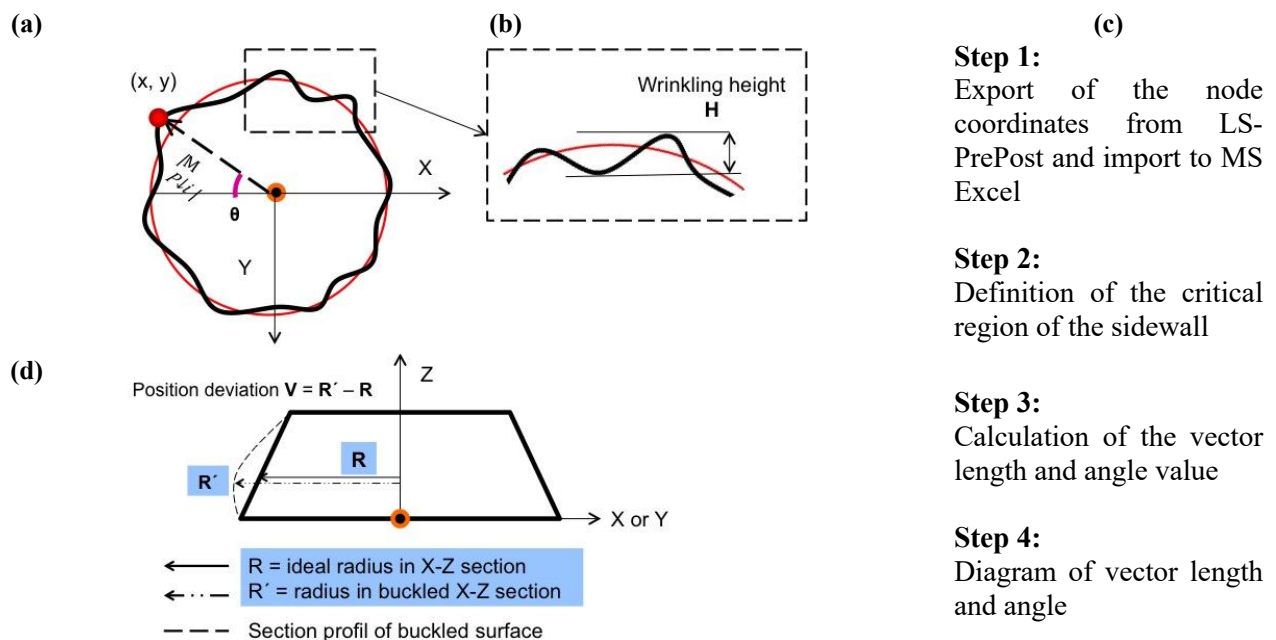 (a)
(x, y)
X
θ
Y
(b)
Wrinkling height
H
(c)
Step 1:
Export of the node
coordinates from LS-
PrePost and import to MS
Excel
Step 2:
Definition of the critical
region of the sidewall
Step 3:
Calculation of the vector
length and angle value
Step 4:
Diagram of vector length
and angle
(d)
Position deviation V = R´ – R
Z
R
R´
X or Y
R = ideal radius in X-Z section
R´ = radius in buckled X-Z section
Section profil of buckled surface